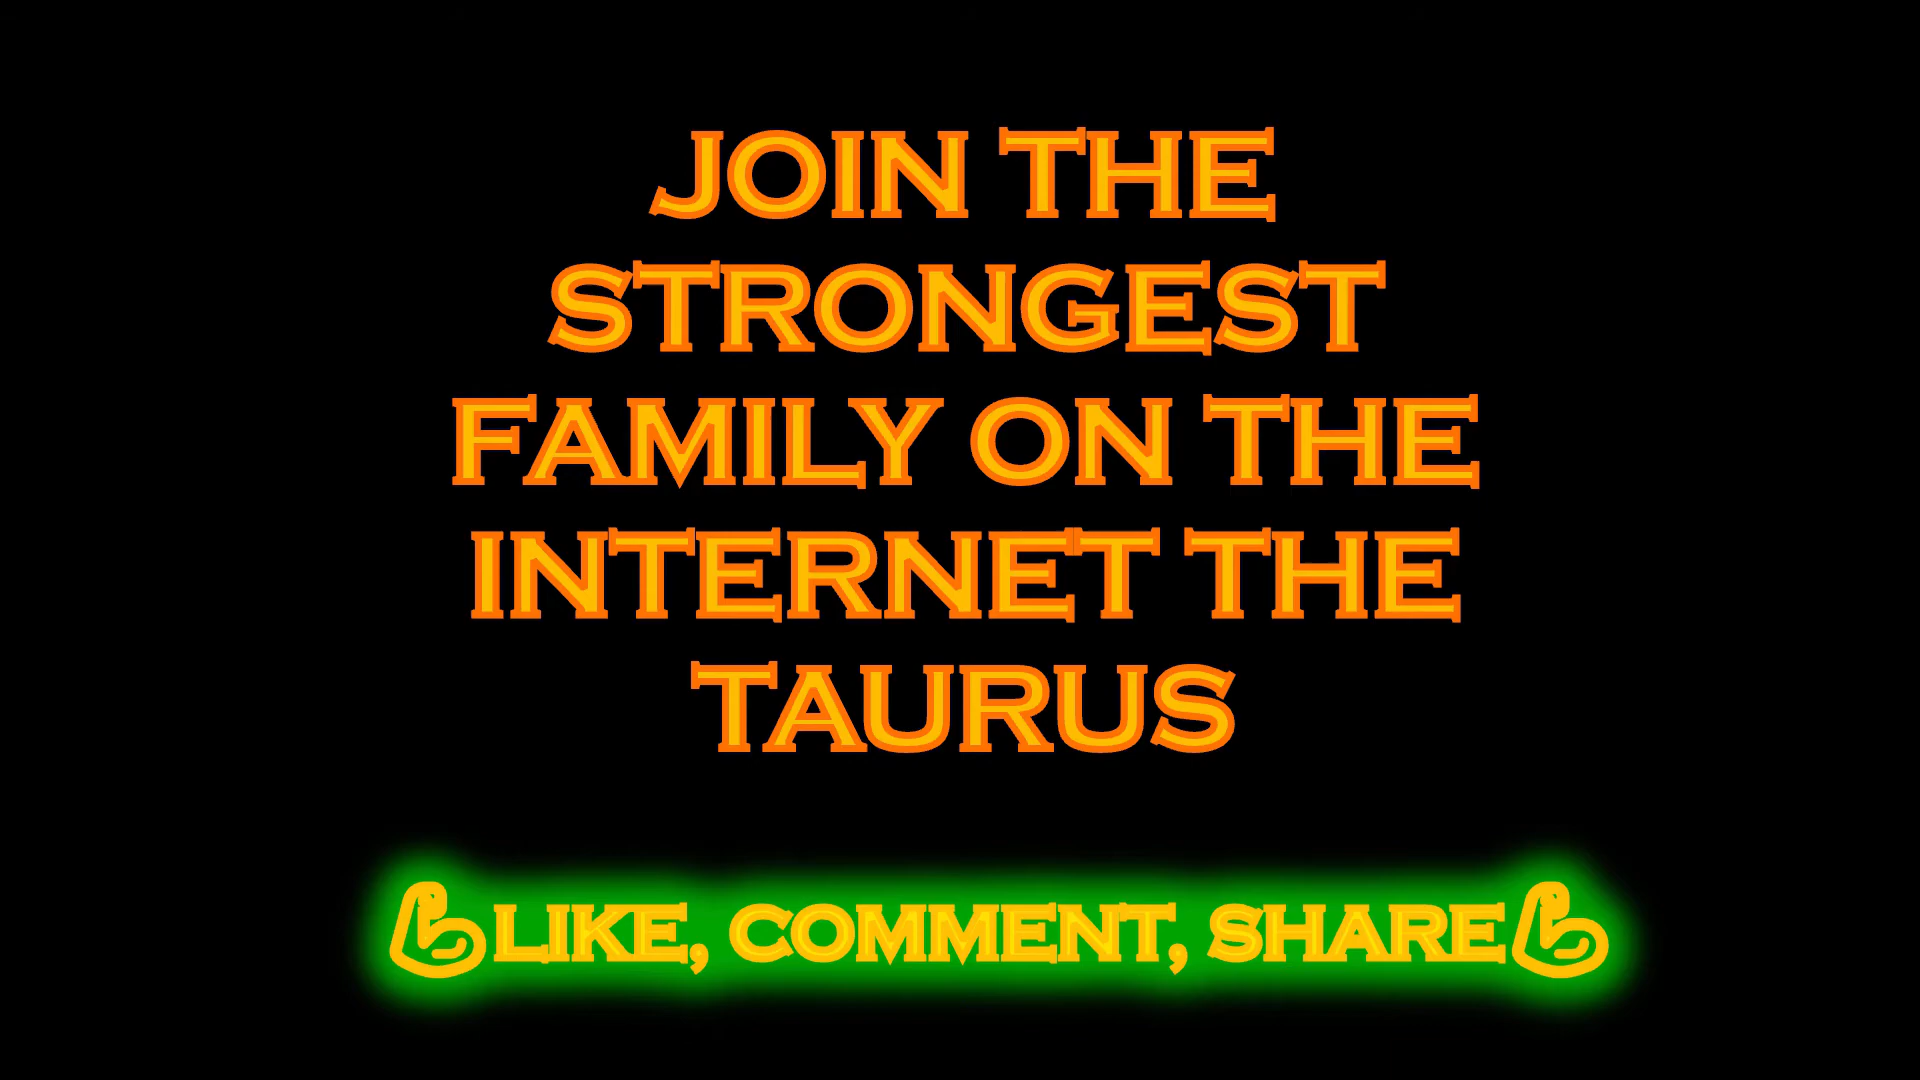 JOIN THE
STRONGEST
FAMILY ON THE
INTERNET THE
TAURUS
💪LIKE, COMMENT, SHARE💪